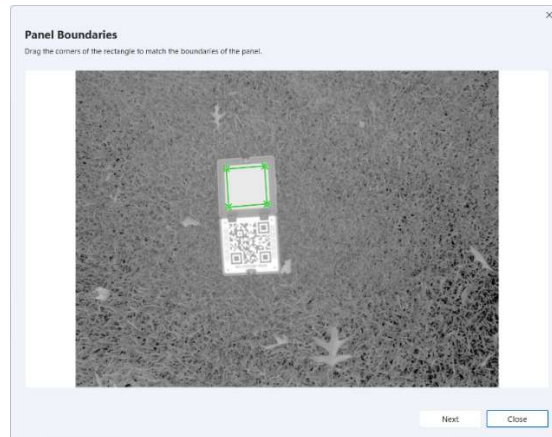 Panel Boundaries
Drag the corners of the rectangle to match the boundaries of the panel.
Next
Close